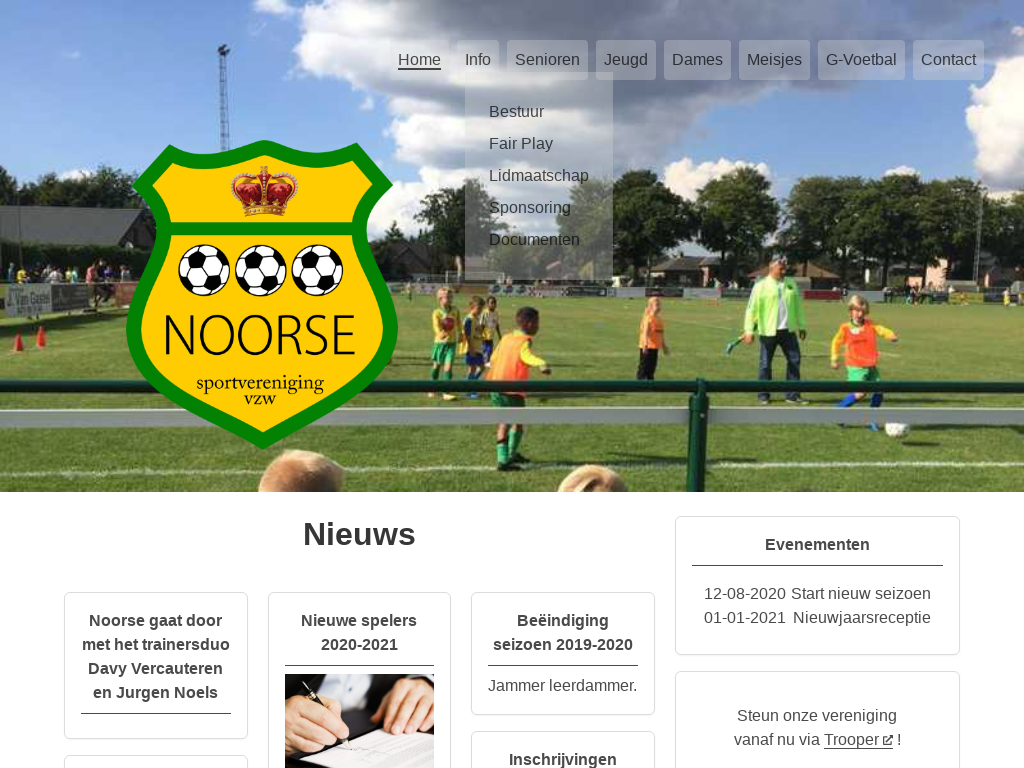 Home Info Senioren Jeugd Dames Meisjes G-Voetbal Contact
Bestuur
Fair Play
Lidmaatschap
Sponsoring
Documenten
NOORSE
sportvereniging
vzw
Van Gastel
Nieuws
Noorse gaat door
met het trainersduo
Davy Vercauteren
en Jurgen Noels
Nieuwe spelers
2020-2021
Beëindiging
seizoen 2019-2020
Jammer leerdammer.
Inschrijvingen
Evenementen
12-08-2020 Start nieuw seizoen
01-01-2021 Nieuwjaarsreceptie
Steun onze vereniging
vanaf nu via Trooper !